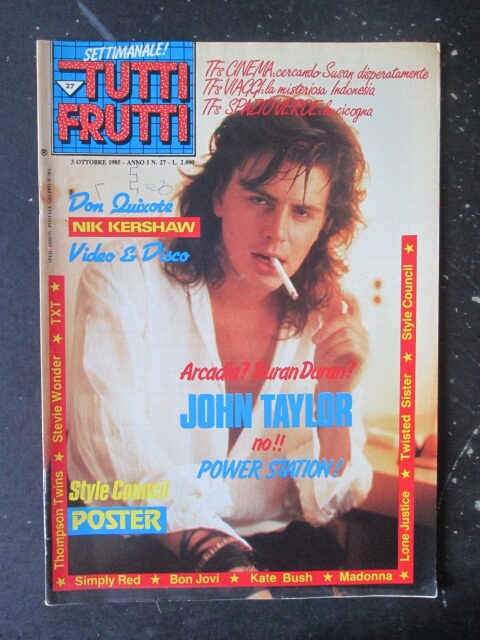 SETTIMANALE!
27
TUTTI
FRUTTI
3 OTTOBRE 1985 - ANNO I N. 27 - L. 2.000
TFs CINEMA: cercando Susan disperatamente
TFs VIAGGI: la misteriosa Indonesia
TFs SPAZIOVERDE: la cicogna
Don Quixote
NIK KERSHAW
Video & Disco
Arcadia? Duran Duran?
JOHN TAYLOR
no!!
POWER STATION!!
Style Council
POSTER
Thompson Twins ★ Stevie Wonder ★ TXT ★
★ Simply Red ★ Bon Jovi ★ Kate Bush ★ Madonna ★
Lone Justice ★ Twisted Sister ★ Style Council ★